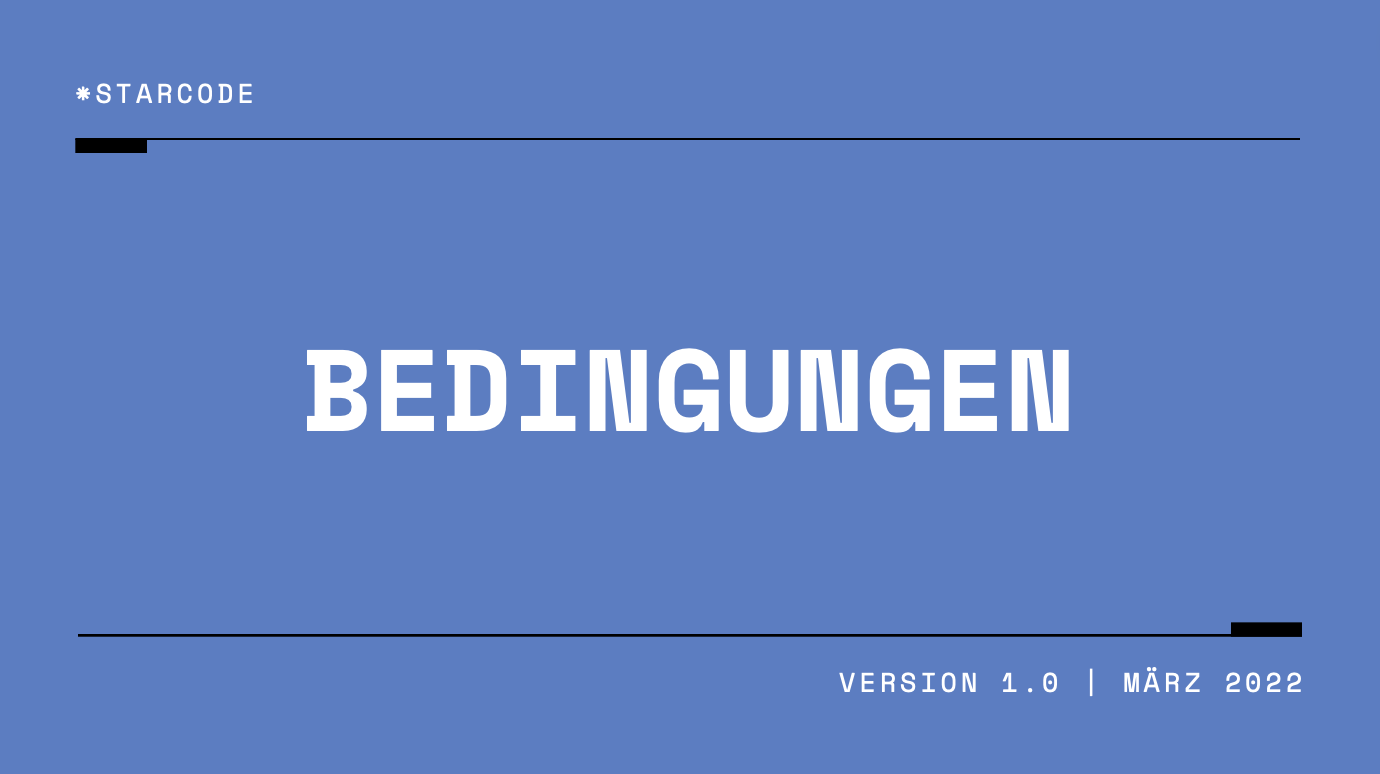 *STARCODE
BEDINGUNGEN
VERSION 1.0 | MÄRZ 2022